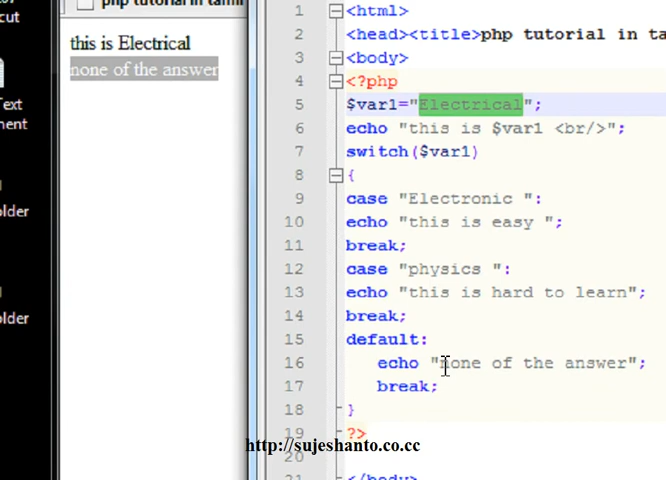 php tutorial in tamil
cut
Text
ment
older
older
this is Electrical
none of the answer
1 <html>
2 <head><title>php tutorial in ta
3 <body>
4 <?php
5 $var1="Electrical";
6 echo "this is $var1 <br/>";
7 switch($var1)
8 {
9 case "Electronic ":
10 echo "this is easy ";
11 break;
12 case "physics ":
13 echo "this is hard to learn";
14 break;
15 default:
16 echo "none of the answer";
17 break;
18 }
19 ?>
http://sujeshanto.co.cc
20
21 </body>